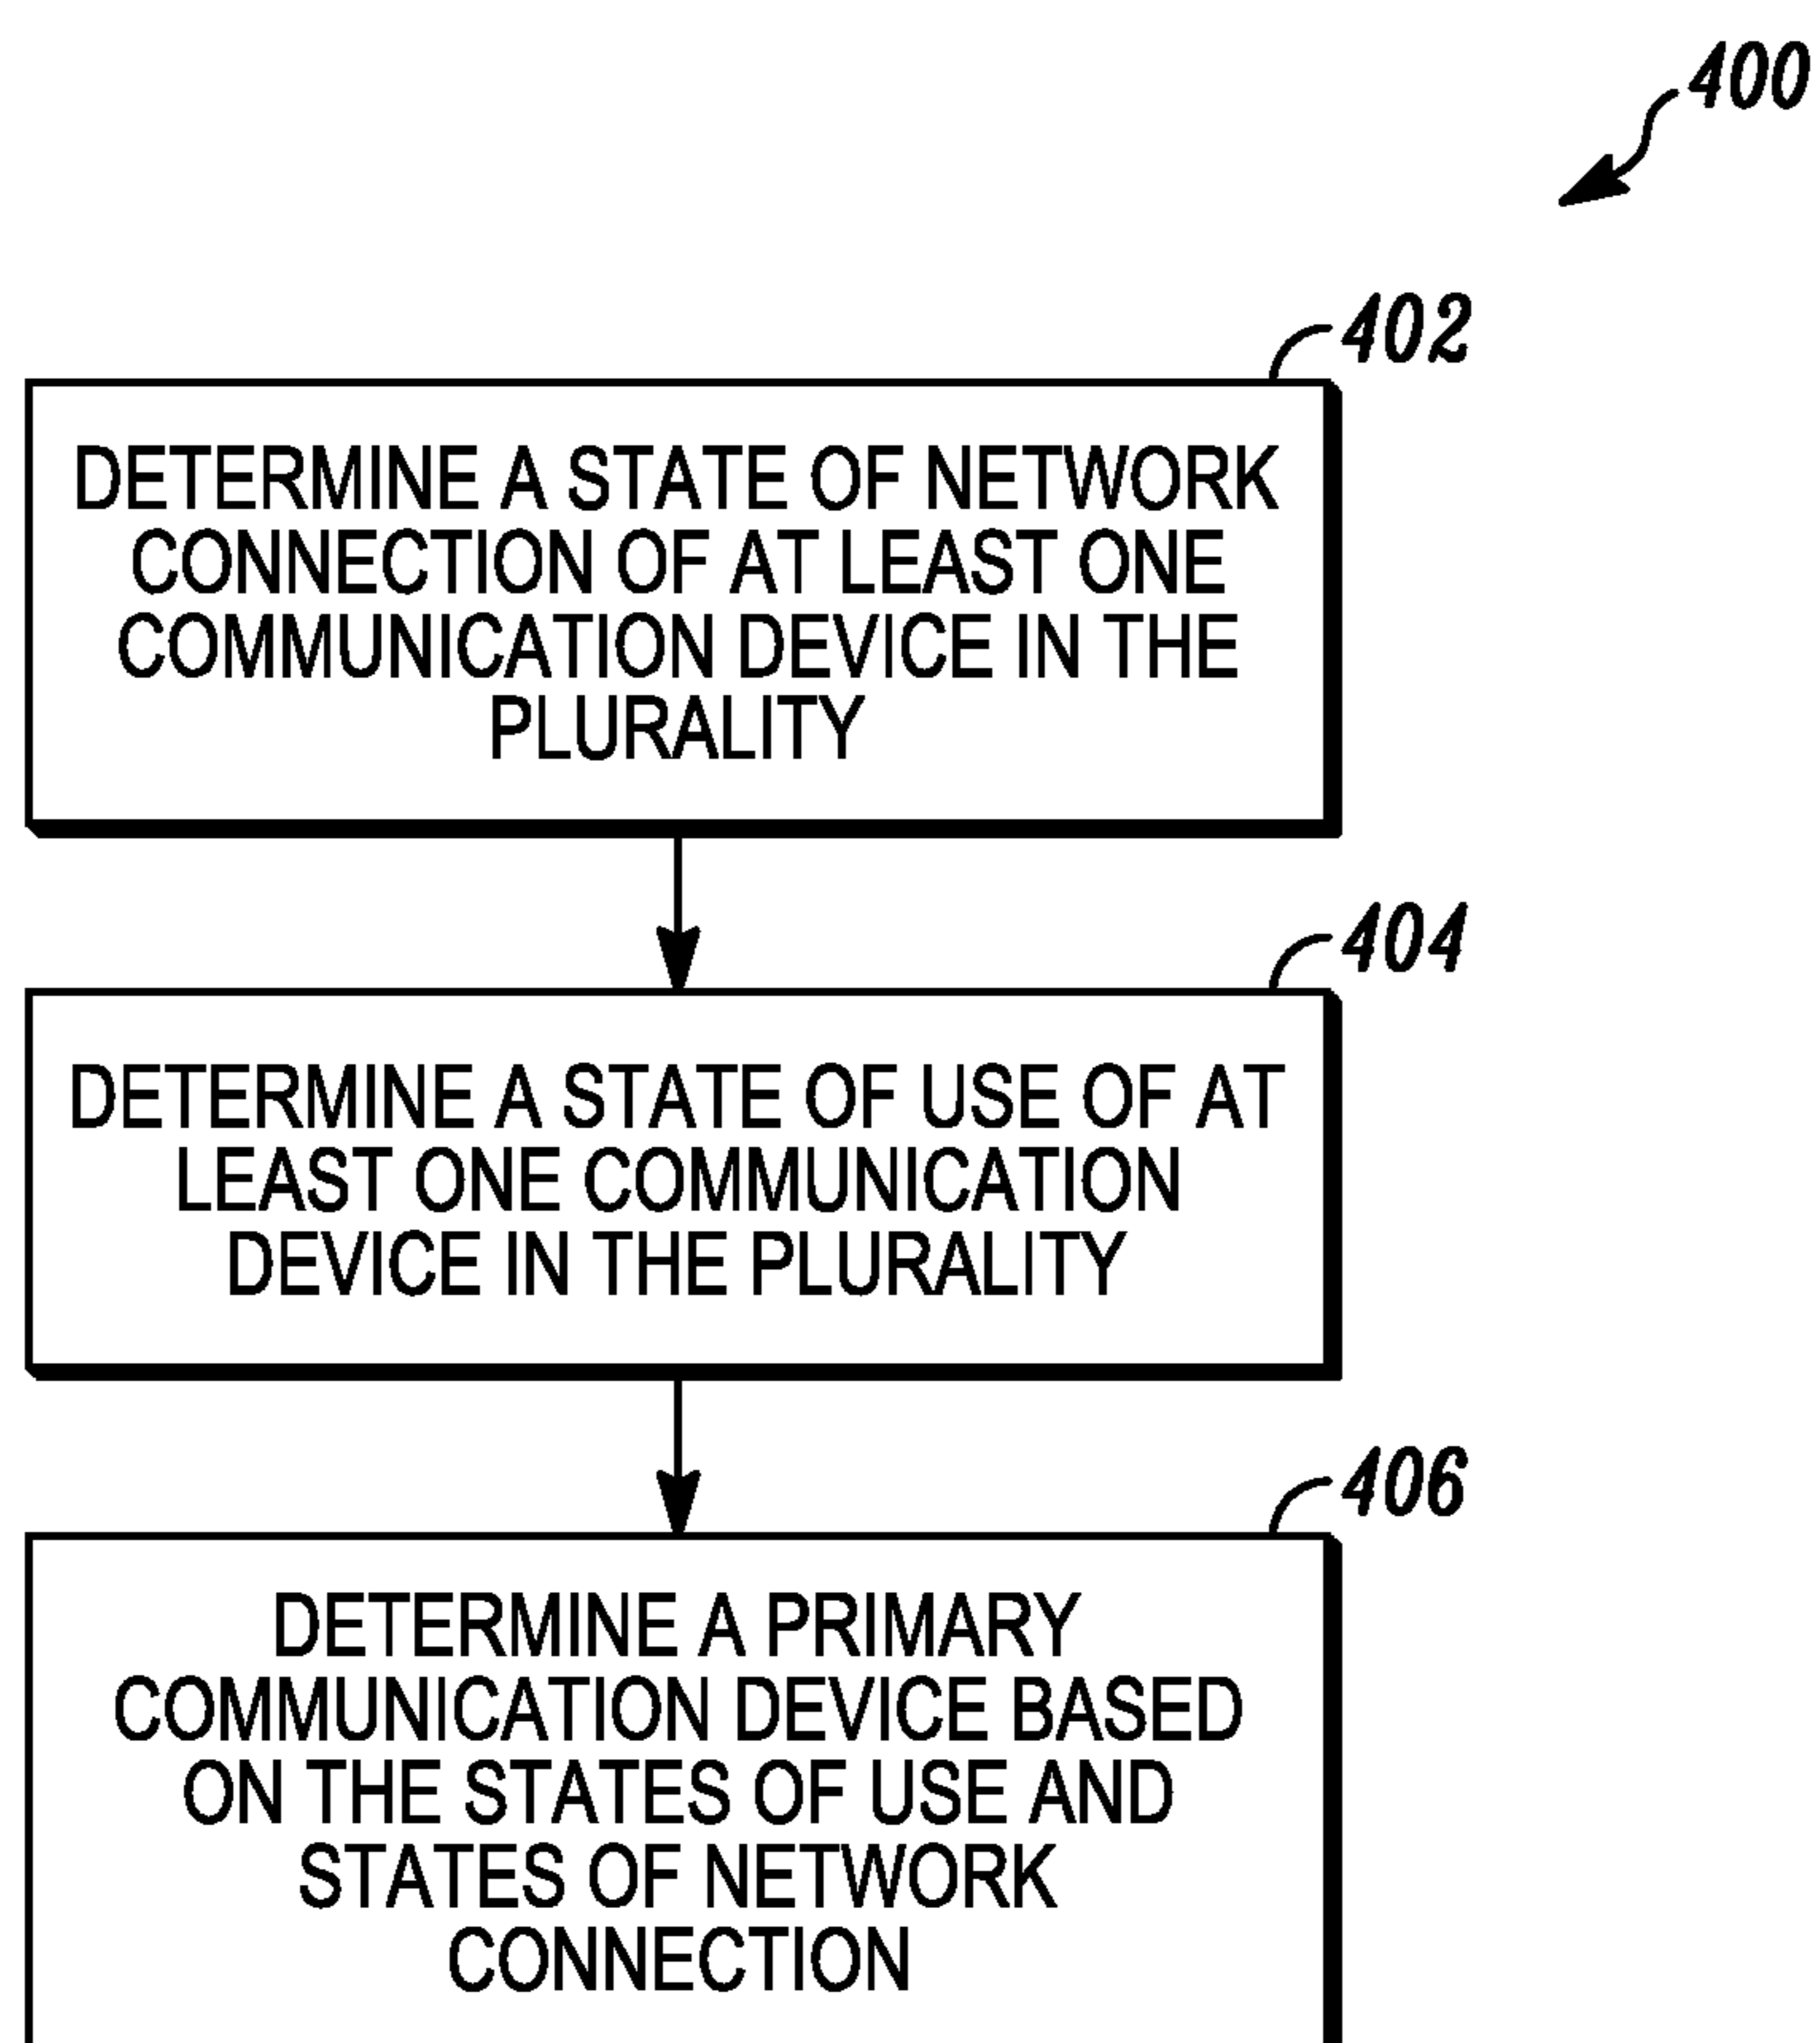 400
402
DETERMINE A STATE OF NETWORK
CONNECTION OF AT LEAST ONE
COMMUNICATION DEVICE IN THE
PLURALITY
404
DETERMINE A STATE OF USE OF AT
LEAST ONE COMMUNICATION
DEVICE IN THE PLURALITY
406
DETERMINE A PRIMARY
COMMUNICATION DEVICE BASED
ON THE STATES OF USE AND
STATES OF NETWORK
CONNECTION